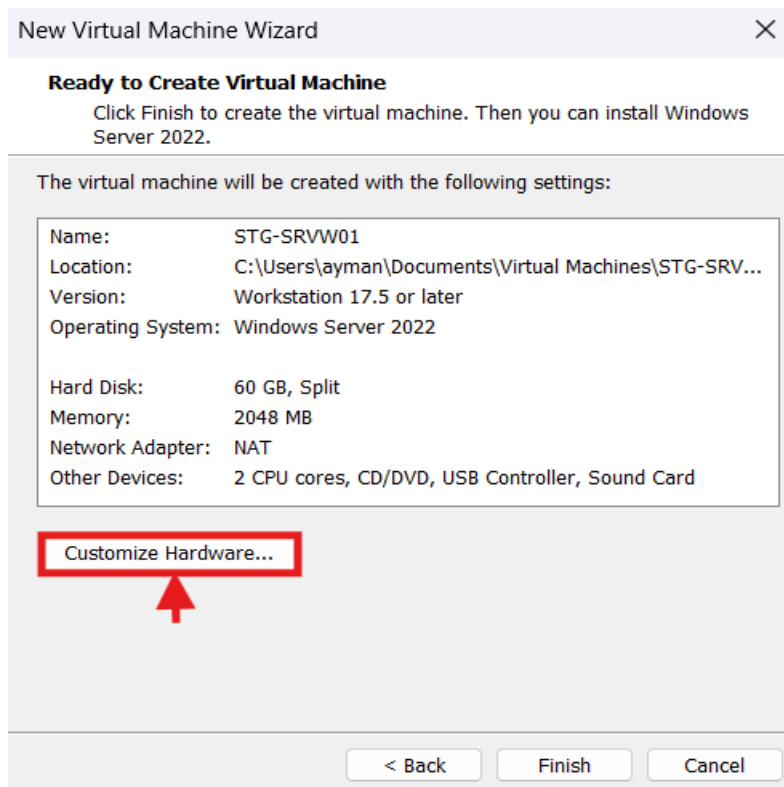 New Virtual Machine Wizard
Ready to Create Virtual Machine
Click Finish to create the virtual machine. Then you can install Windows
Server 2022.
The virtual machine will be created with the following settings:
Name: STG-SRVW01
Location: C:\Users\ayman\Documents\Virtual Machines\STG-SRV...
Version: Workstation 17.5 or later
Operating System: Windows Server 2022
Hard Disk: 60 GB, Split
Memory: 2048 MB
Network Adapter: NAT
Other Devices: 2 CPU cores, CD/DVD, USB Controller, Sound Card
Customize Hardware...
< Back Finish Cancel